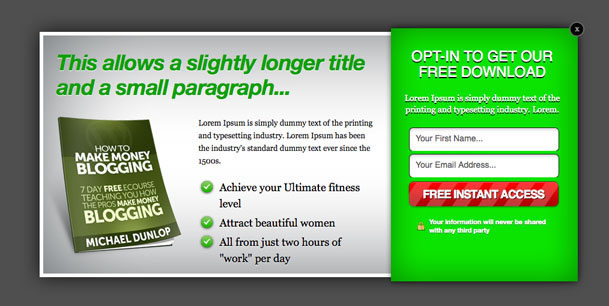 This allows a slightly longer title
and a small paragraph...
HOW TO
MAKE MONEY
BLOGGING
7 DAY FREE ECOURSE
TEACHING YOU HOW
THE PROS MAKE MONEY
BLOGGING
MICHAEL DUNLOP
Lorem Ipsum is simply dummy text of the printing
and typesetting industry. Lorem Ipsum has been
the industry's standard dummy text ever since the
1500s.
Achieve your Ultimate fitness
level
Attract beautiful women
All from just two hours of
"work" per day
x
OPT-IN TO GET OUR
FREE DOWNLOAD
Lorem Ipsum is simply dummy text of the
printing and typesetting industry. Lorem.
Your First Name...
Your Email Address...
FREE INSTANT ACCESS
Your information will never be shared
with any third party